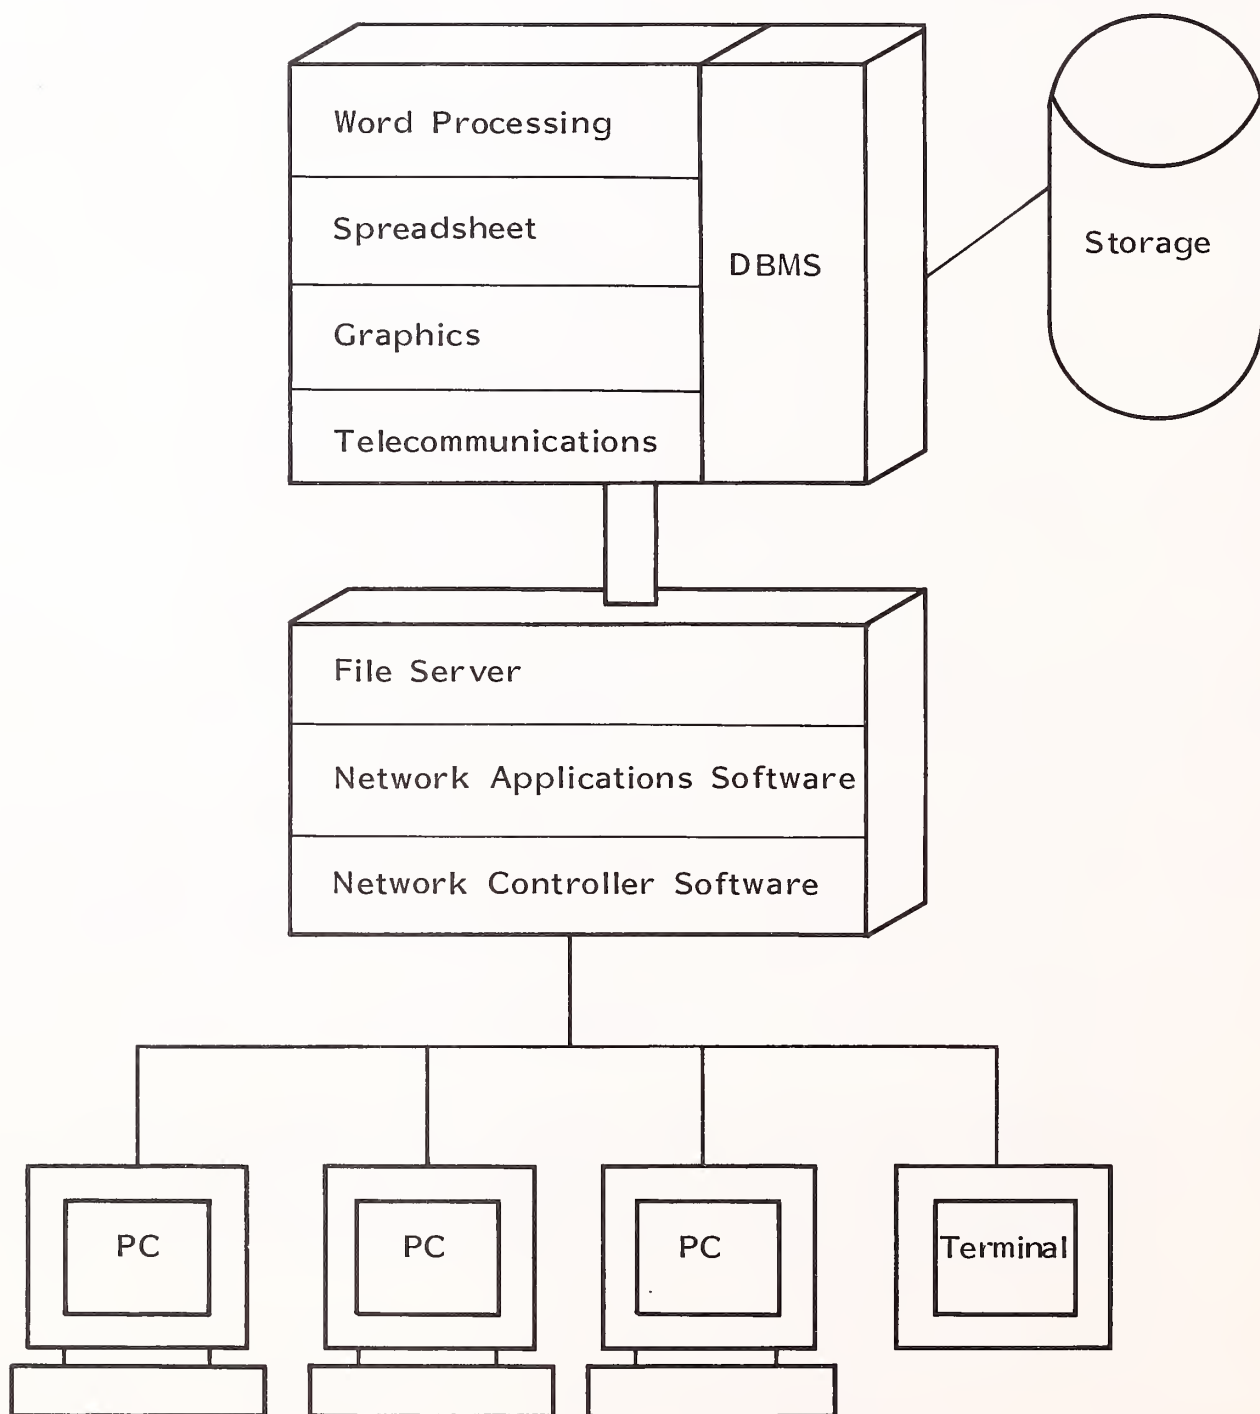 Word Processing
Spreadsheet
Graphics
Telecommunications
DBMS
Storage
File Server
Network Applications Software
Network Controller Software
PC
PC
PC
Terminal